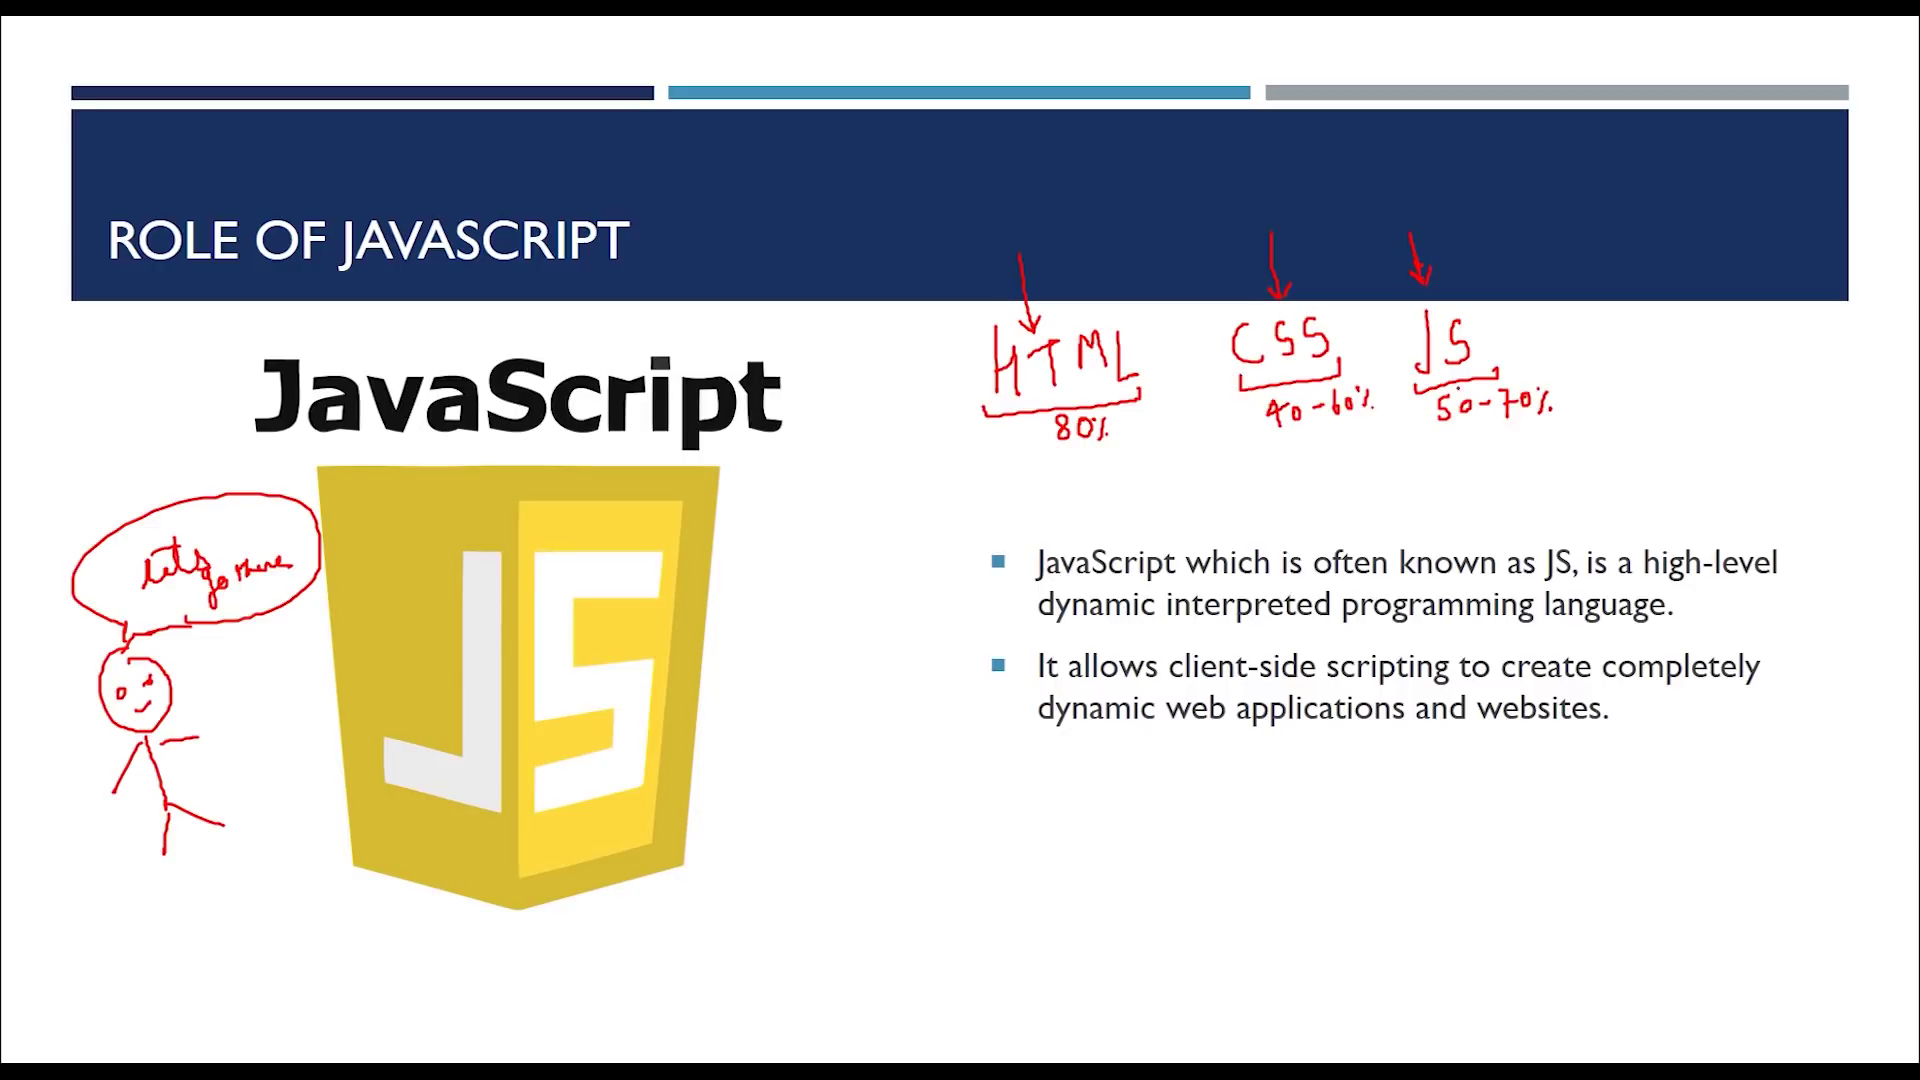 ROLE OF JAVASCRIPT
HTML CSS JS
80% 40-60% 50-70%
JavaScript
JS
Let's
go there
JavaScript which is often known as JS, is a high-level
dynamic interpreted programming language.
It allows client-side scripting to create completely
dynamic web applications and websites.